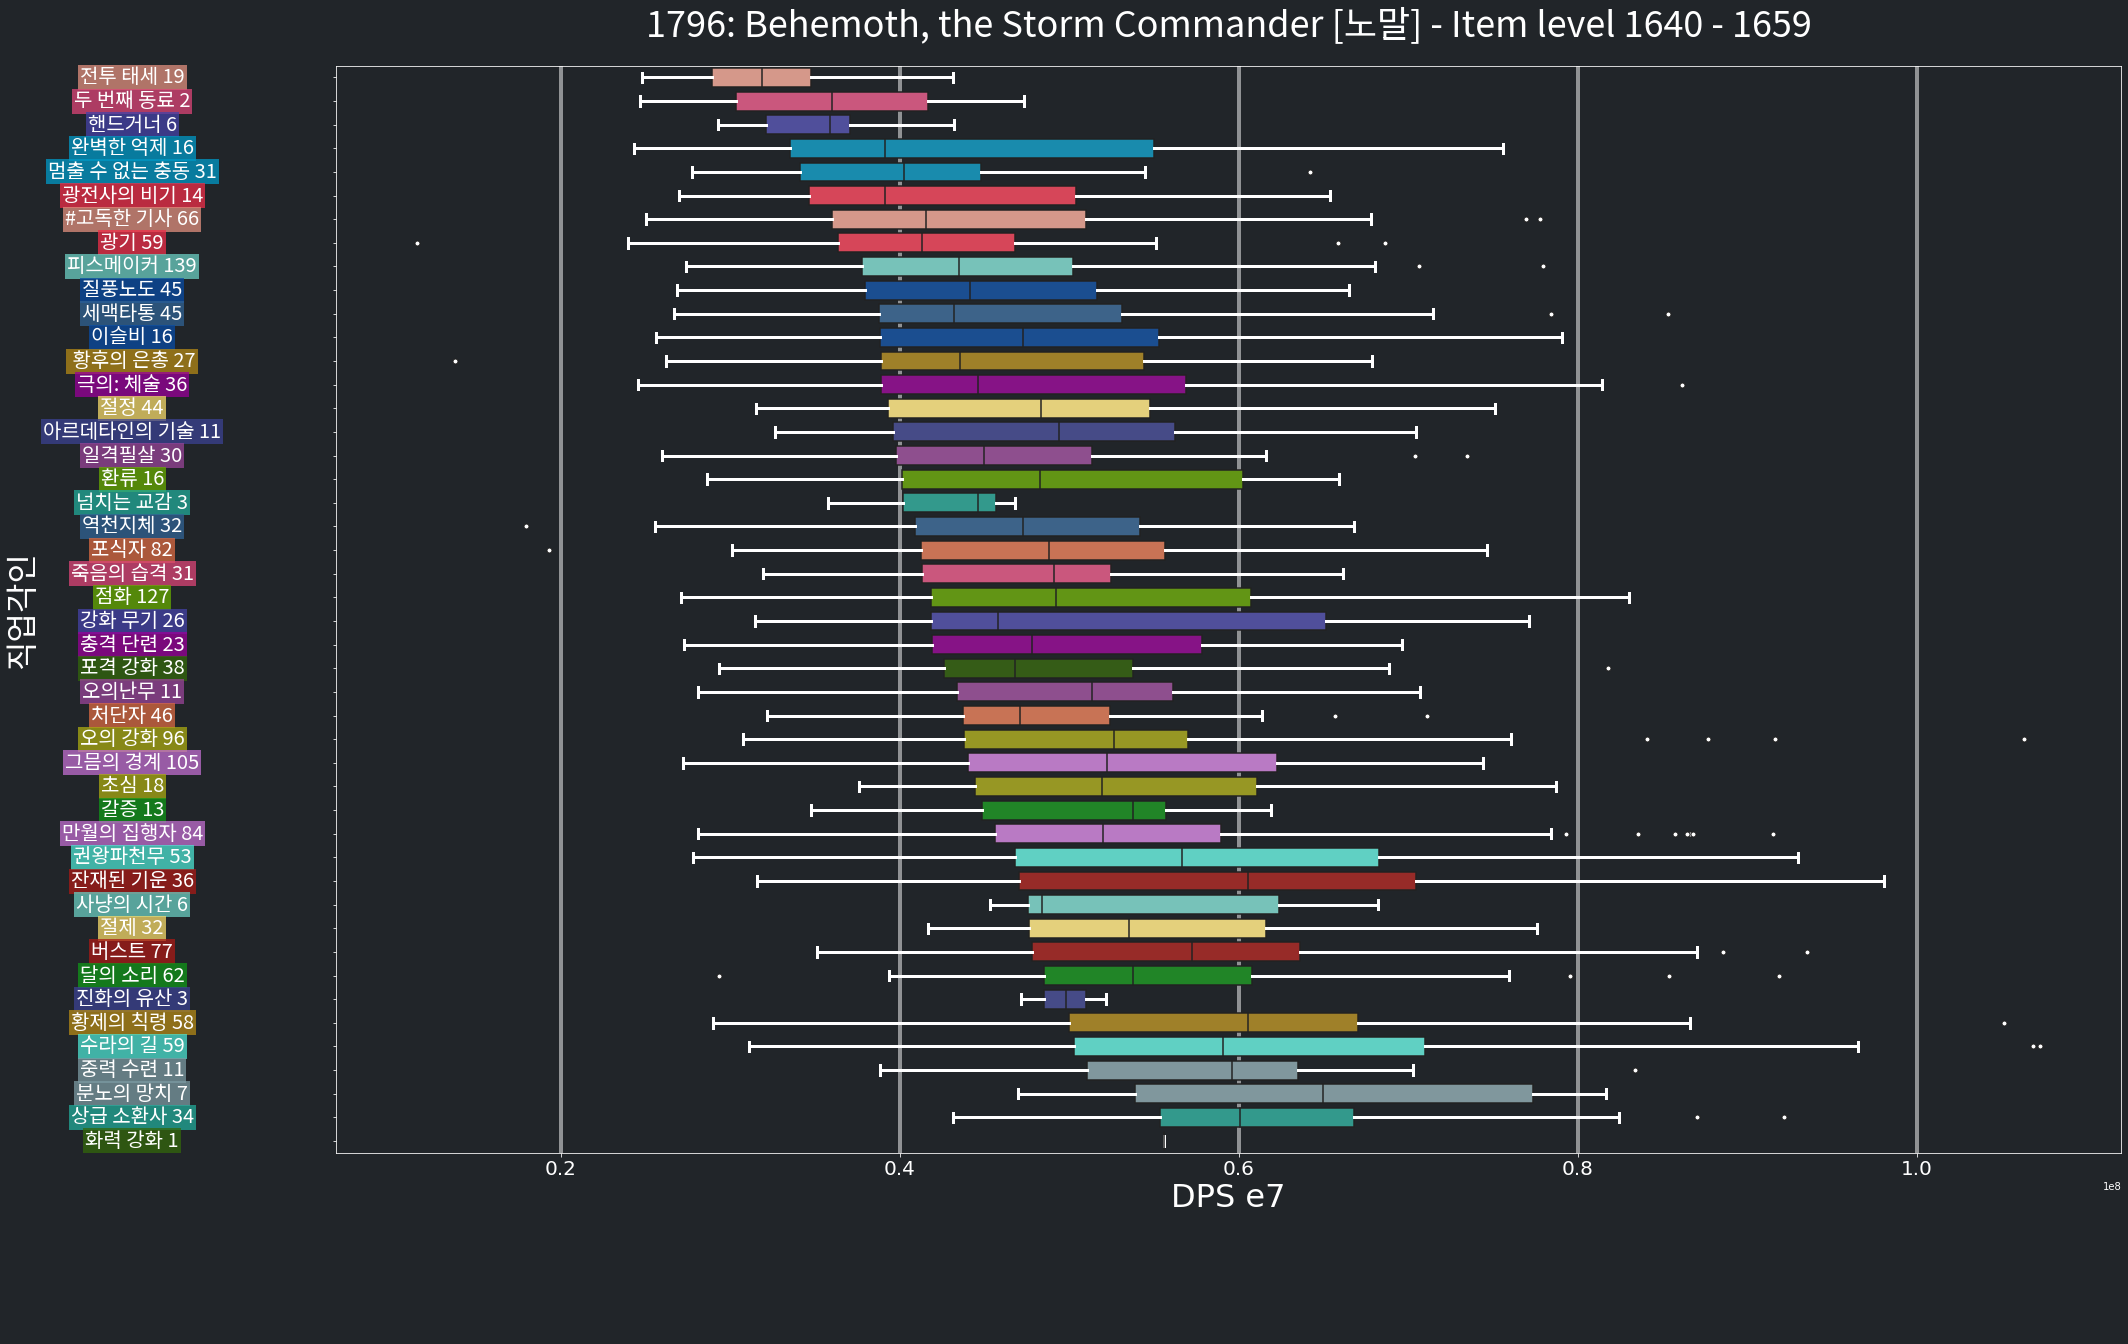 1796: Behemoth, the Storm Commander [노말] - Item level 1640 - 1659
전투 태세 19
두 번째 동료 2
핸드거너 6
완벽한 억제 16
멈출 수 없는 충동 31
광전사의 비기 14
#고독한 기사 66
광기 59
피스메이커 139
질풍노도 45
세맥타통 45
이슬비 16
황후의 은총 27
극의: 체술 36
절정 44
아르데타인의 기술 11
일격필살 30
환류 16
넘치는 교감 3
역천지체 32
포식자 82
죽음의 습격 31
점화 127
강화 무기 26
충격 단련 23
포격 강화 38
오의난무 11
처단자 46
오의 강화 96
그믐의 경계 105
초심 18
갈증 13
만월의 집행자 84
권왕파천무 53
잔재된 기운 36
사냥의 시간 6
절제 32
버스트 77
달의 소리 62
진화의 유산 3
황제의 칙령 58
수라의 길 59
중력 수련 11
분노의 망치 7
상급 소환사 34
화력 강화 1
직업각인
0.2 0.4 0.6 0.8 1.0
DPS e7
1e8